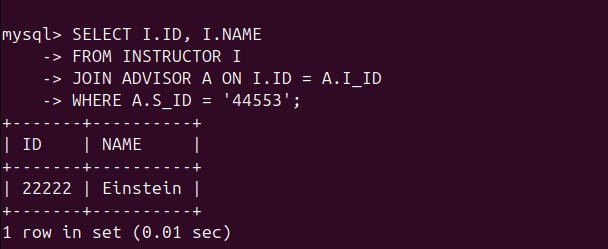 mysql> SELECT I.ID, I.NAME
    -> FROM INSTRUCTOR I
    -> JOIN ADVISOR A ON I.ID = A.I_ID
    -> WHERE A.S_ID = '44553';
+-------+----------+
| ID    | NAME     |
+-------+----------+
| 22222 | Einstein |
+-------+----------+
1 row in set (0.01 sec)